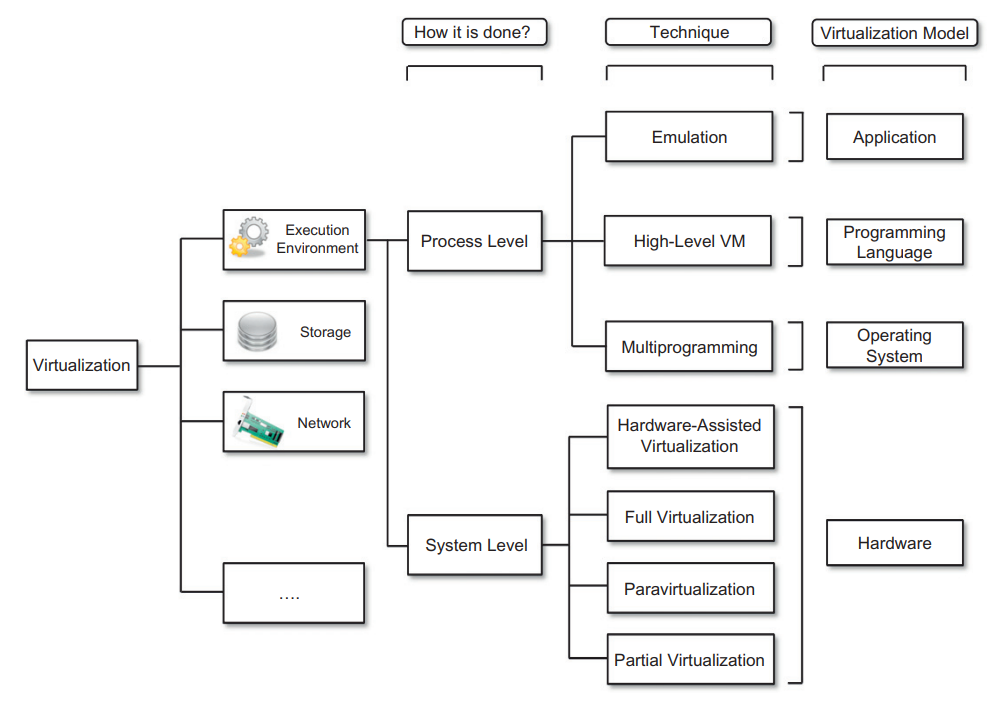 How it is done?
Technique
Virtualization Model
Emulation
Application
Execution
Environment
Process Level
High-Level VM
Programming
Language
Storage
Multiprogramming
Operating
System
Virtualization
Network
Hardware-Assisted
Virtualization
Full Virtualization
System Level
Hardware
Paravirtualization
....
Partial Virtualization